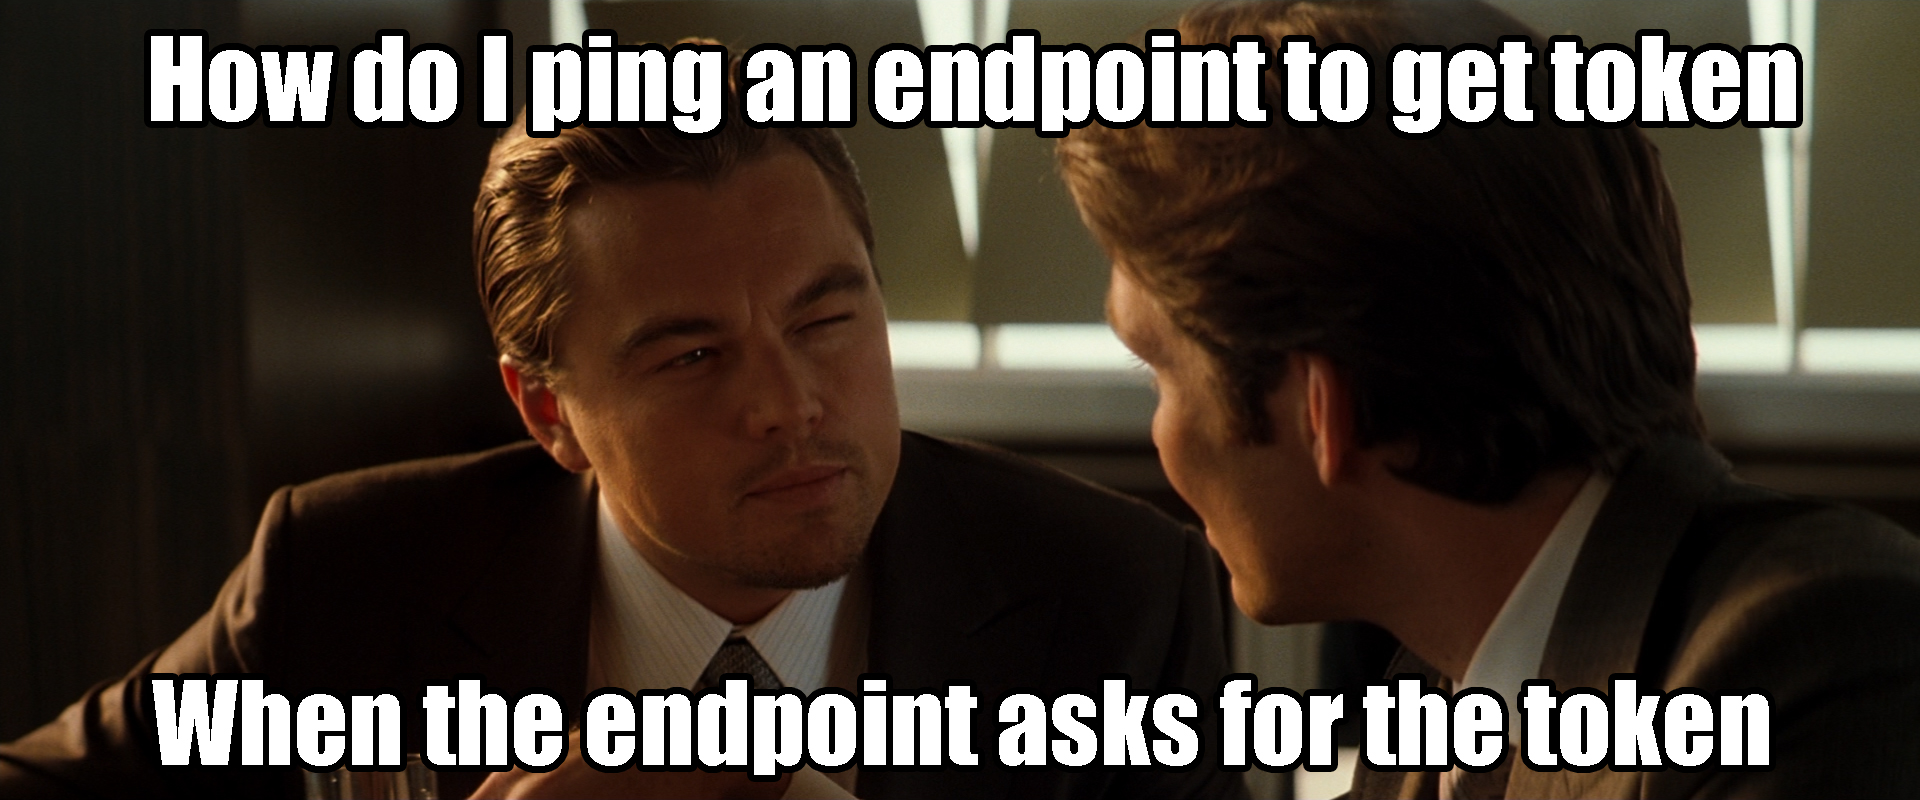 How do I ping an endpoint to get token
When the endpoint asks for the token